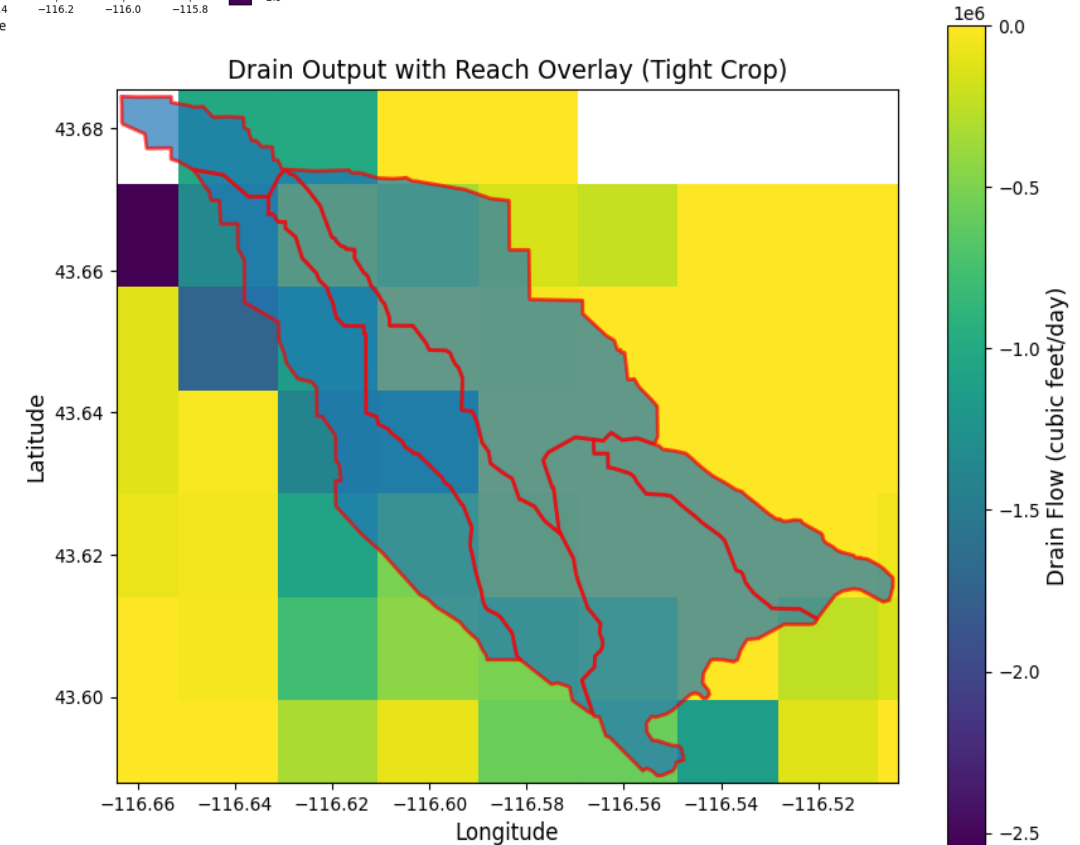 .4 −116.2 −116.0 −115.8
e
Drain Output with Reach Overlay (Tight Crop)
1e6
0.0
−0.5
−1.0
−1.5
−2.0
−2.5
Drain Flow (cubic feet/day)
43.68
43.66
43.64
43.62
43.60
Latitude
−116.66 −116.64 −116.62 −116.60 −116.58 −116.56 −116.54 −116.52
Longitude